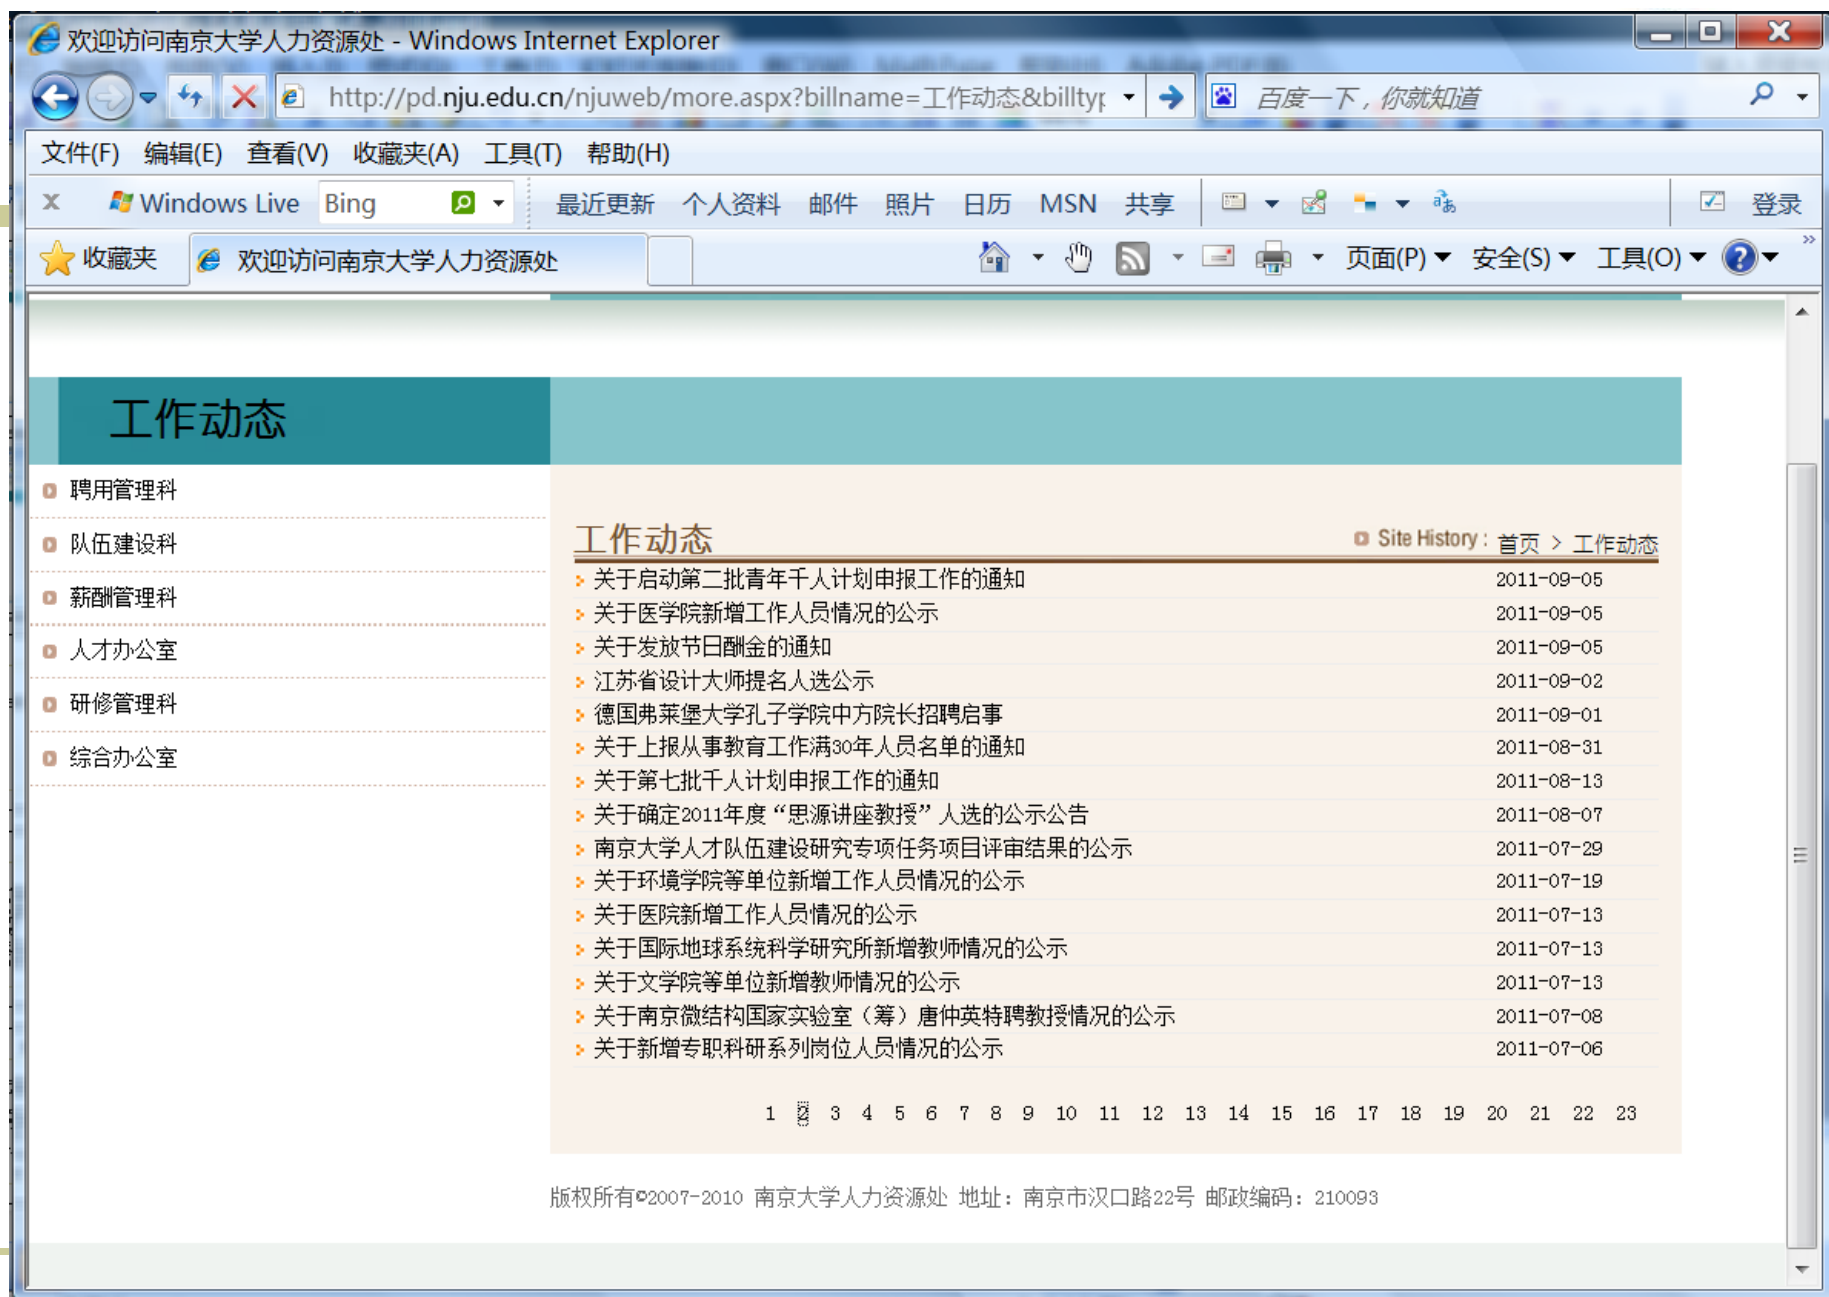 欢迎访问南京大学人力资源处 - Windows Internet Explorer
http://pd.nju.edu.cn/njuweb/more.aspx?billname=工作动态&billtyp 百度一下，你就知道
文件(F) 编辑(E) 查看(V) 收藏夹(A) 工具(T) 帮助(H)
x Windows Live Bing 最近更新 个人资料 邮件 照片 日历 MSN 共享 登录
收藏夹 欢迎访问南京大学人力资源处 页面(P) 安全(S) 工具(O)
工作动态
聘用管理科
队伍建设科
薪酬管理科
人才办公室
研修管理科
综合办公室
工作动态 Site History : 首页 > 工作动态
关于启动第二批青年千人计划申报工作的通知 2011-09-05
关于医学院新增工作人员情况的公示 2011-09-05
关于发放节日酬金的通知 2011-09-05
江苏省设计大师提名人选公示 2011-09-02
德国弗莱堡大学孔子学院中方院长招聘启事 2011-09-01
关于上报从事教育工作满30年人员名单的通知 2011-08-31
关于第七批千人计划申报工作的通知 2011-08-13
关于确定2011年度“思源讲座教授”人选的公示公告 2011-08-07
南京大学人才队伍建设研究专项任务项目评审结果的公示 2011-07-29
关于环境学院等单位新增工作人员情况的公示 2011-07-19
关于医院新增工作人员情况的公示 2011-07-13
关于国际地球系统科学研究所新增教师情况的公示 2011-07-13
关于文学院等单位新增教师情况的公示 2011-07-13
关于南京微结构国家实验室（筹）唐仲英特聘教授情况的公示 2011-07-08
关于新增专职科研系列岗位人员情况的公示 2011-07-06
1 2 3 4 5 6 7 8 9 10 11 12 13 14 15 16 17 18 19 20 21 22 23
版权所有©2007-2010 南京大学人力资源处 地址：南京市汉口路22号 邮政编码：210093